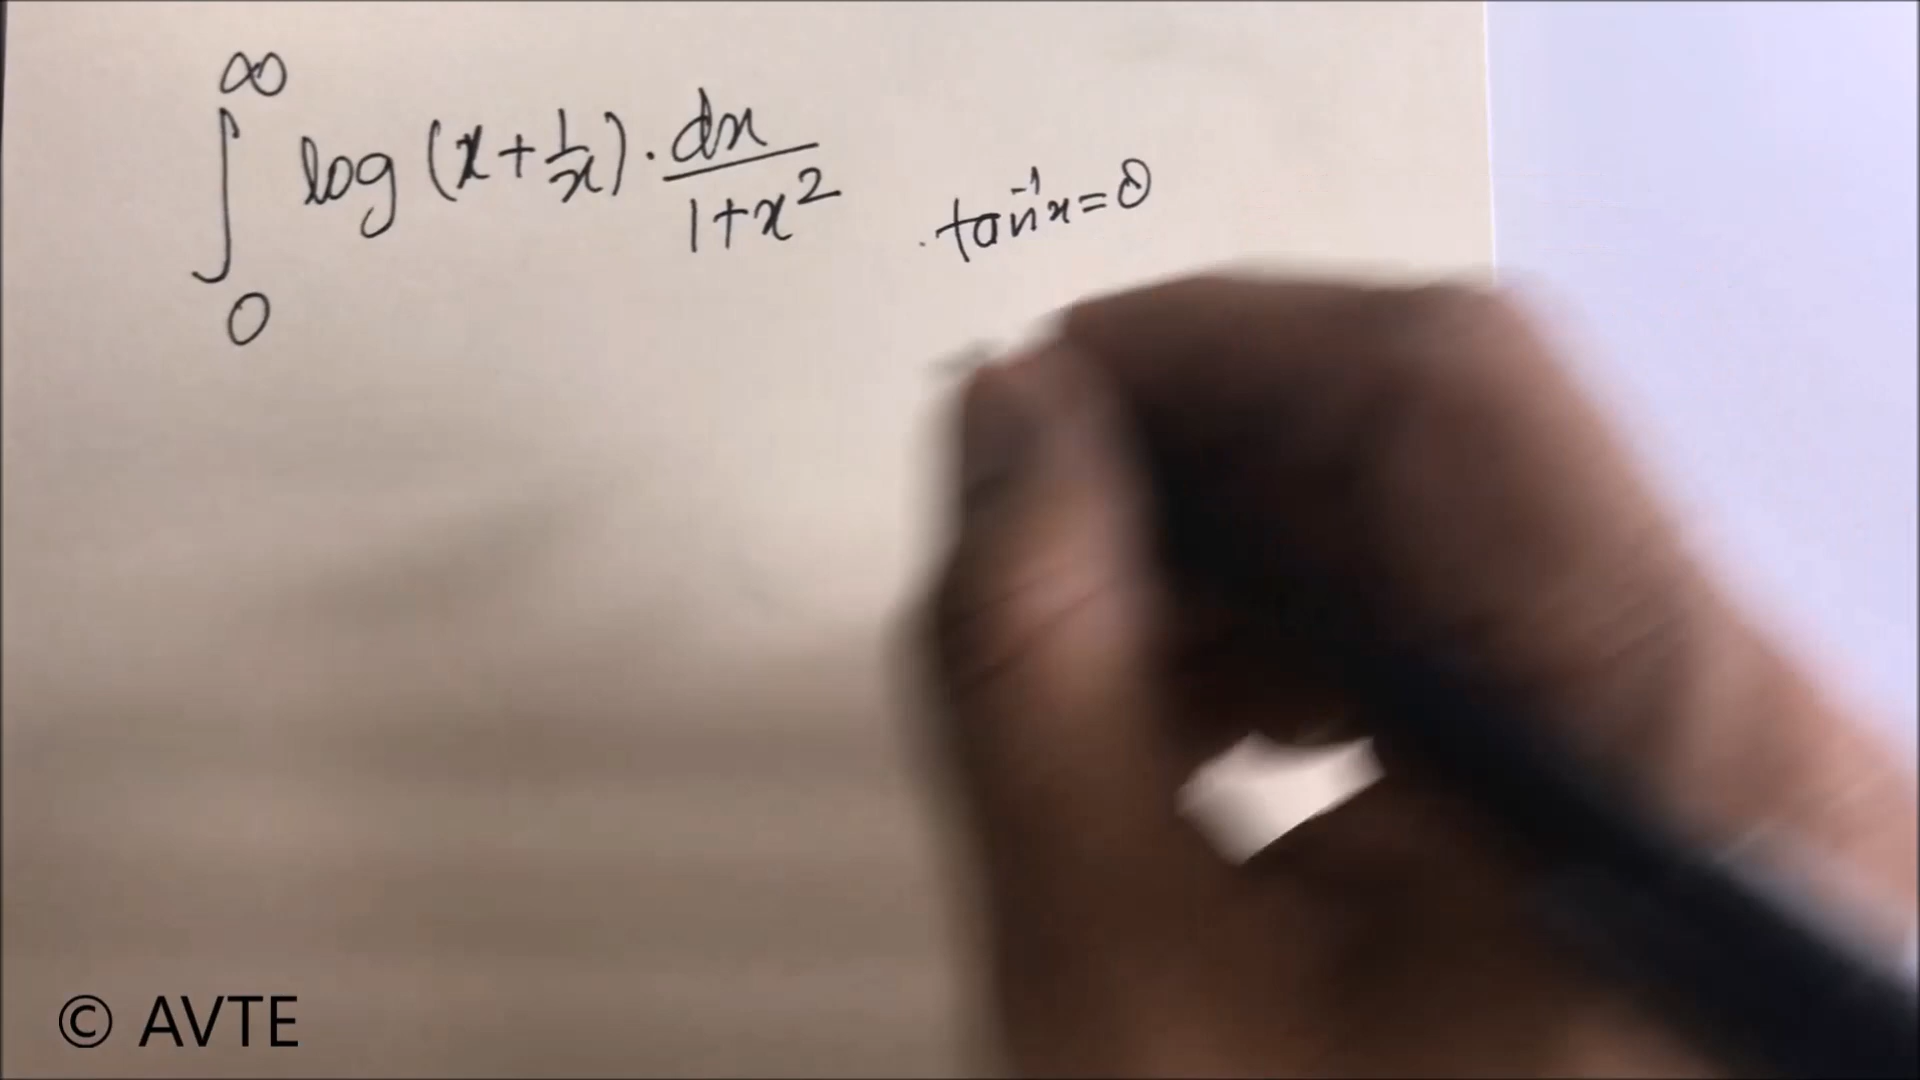 ∫₀^∞ log (x + 1/x) · dx/(1+x²)
tan⁻¹x = θ
© AVTE